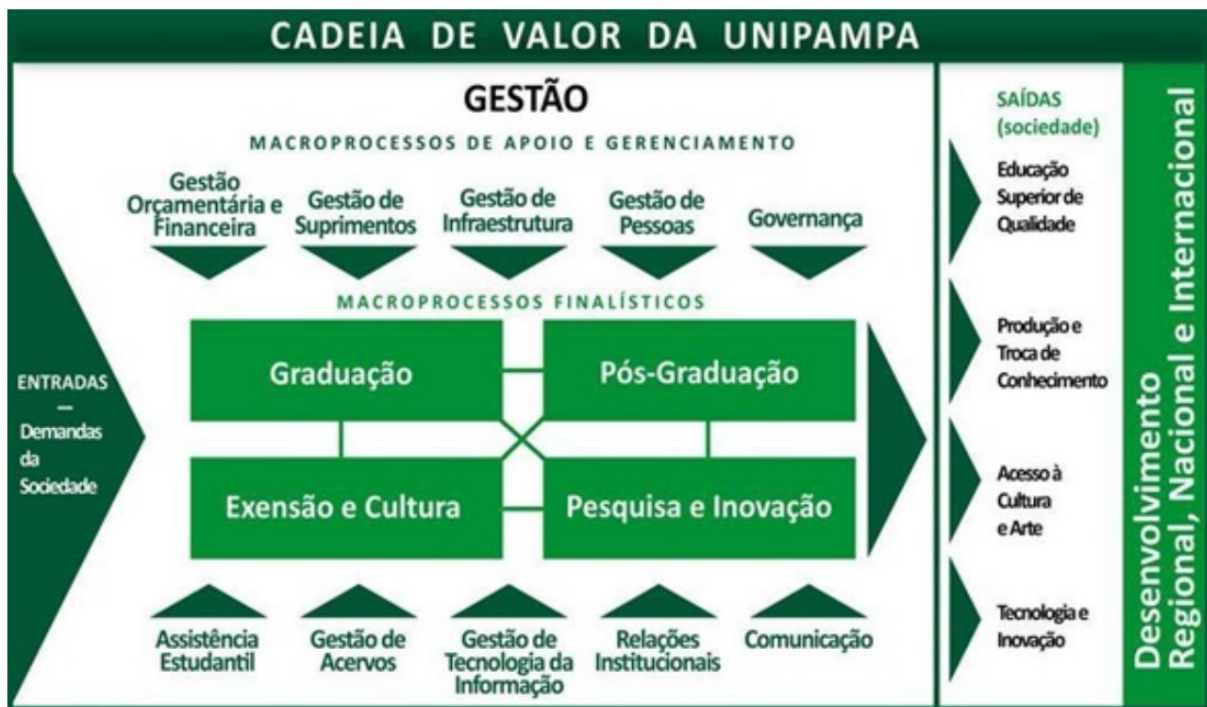 CADEIA DE VALOR DA UNIPAMPA
GESTÃO
MACROPROCESSOS DE APOIO E GERENCIAMENTO
Gestão
Orçamentária e
Financeira
Gestão de
Suprimentos
Gestão de
Infraestrutura
Gestão de
Pessoas
Governança
MACROPROCESSOS FINALÍSTICOS
ENTRADAS
—
Demandas
da
Sociedade
Graduação
Pós-Graduação
Exensão e Cultura
Pesquisa e Inovação
Assistência
Estudantil
Gestão de
Acervos
Gestão de
Tecnologia da
Informação
Relações
Institucionais
Comunicação
SAÍDAS
(sociedade)
Educação
Superior de
Qualidade
Produção e
Troca de
Conhecimento
Acesso à
Cultura
e Arte
Tecnologia e
Inovação
Desenvolvimento
Regional, Nacional e Internacional